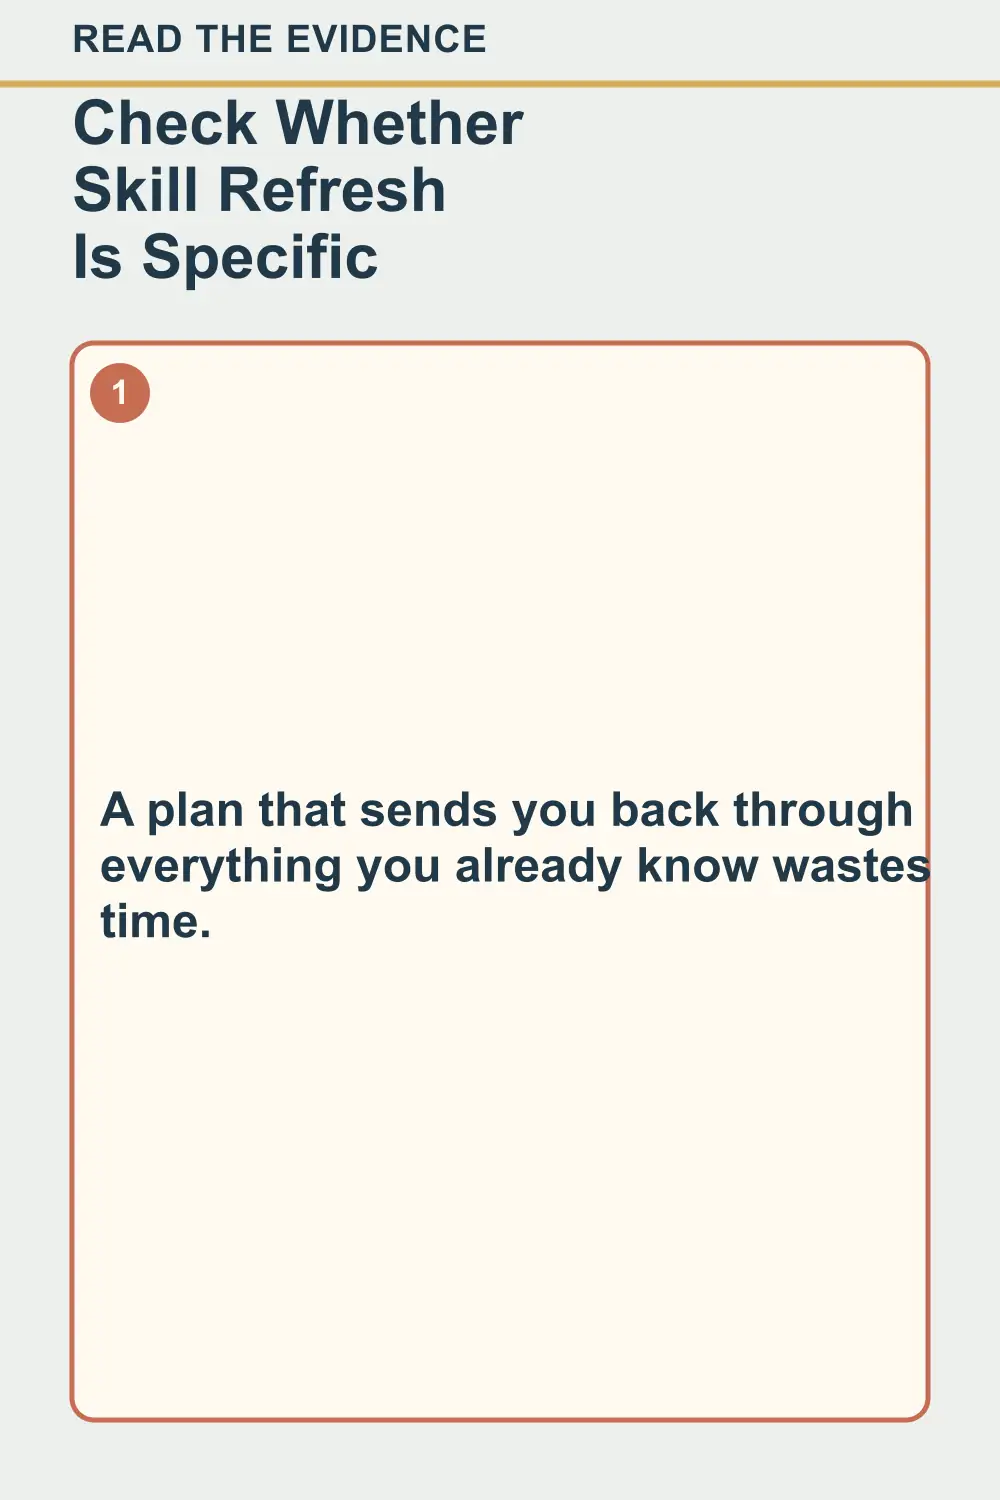 READ THE EVIDENCE
Check Whether
Skill Refresh
Is Specific
1
A plan that sends you back through
everything you already know wastes
time.